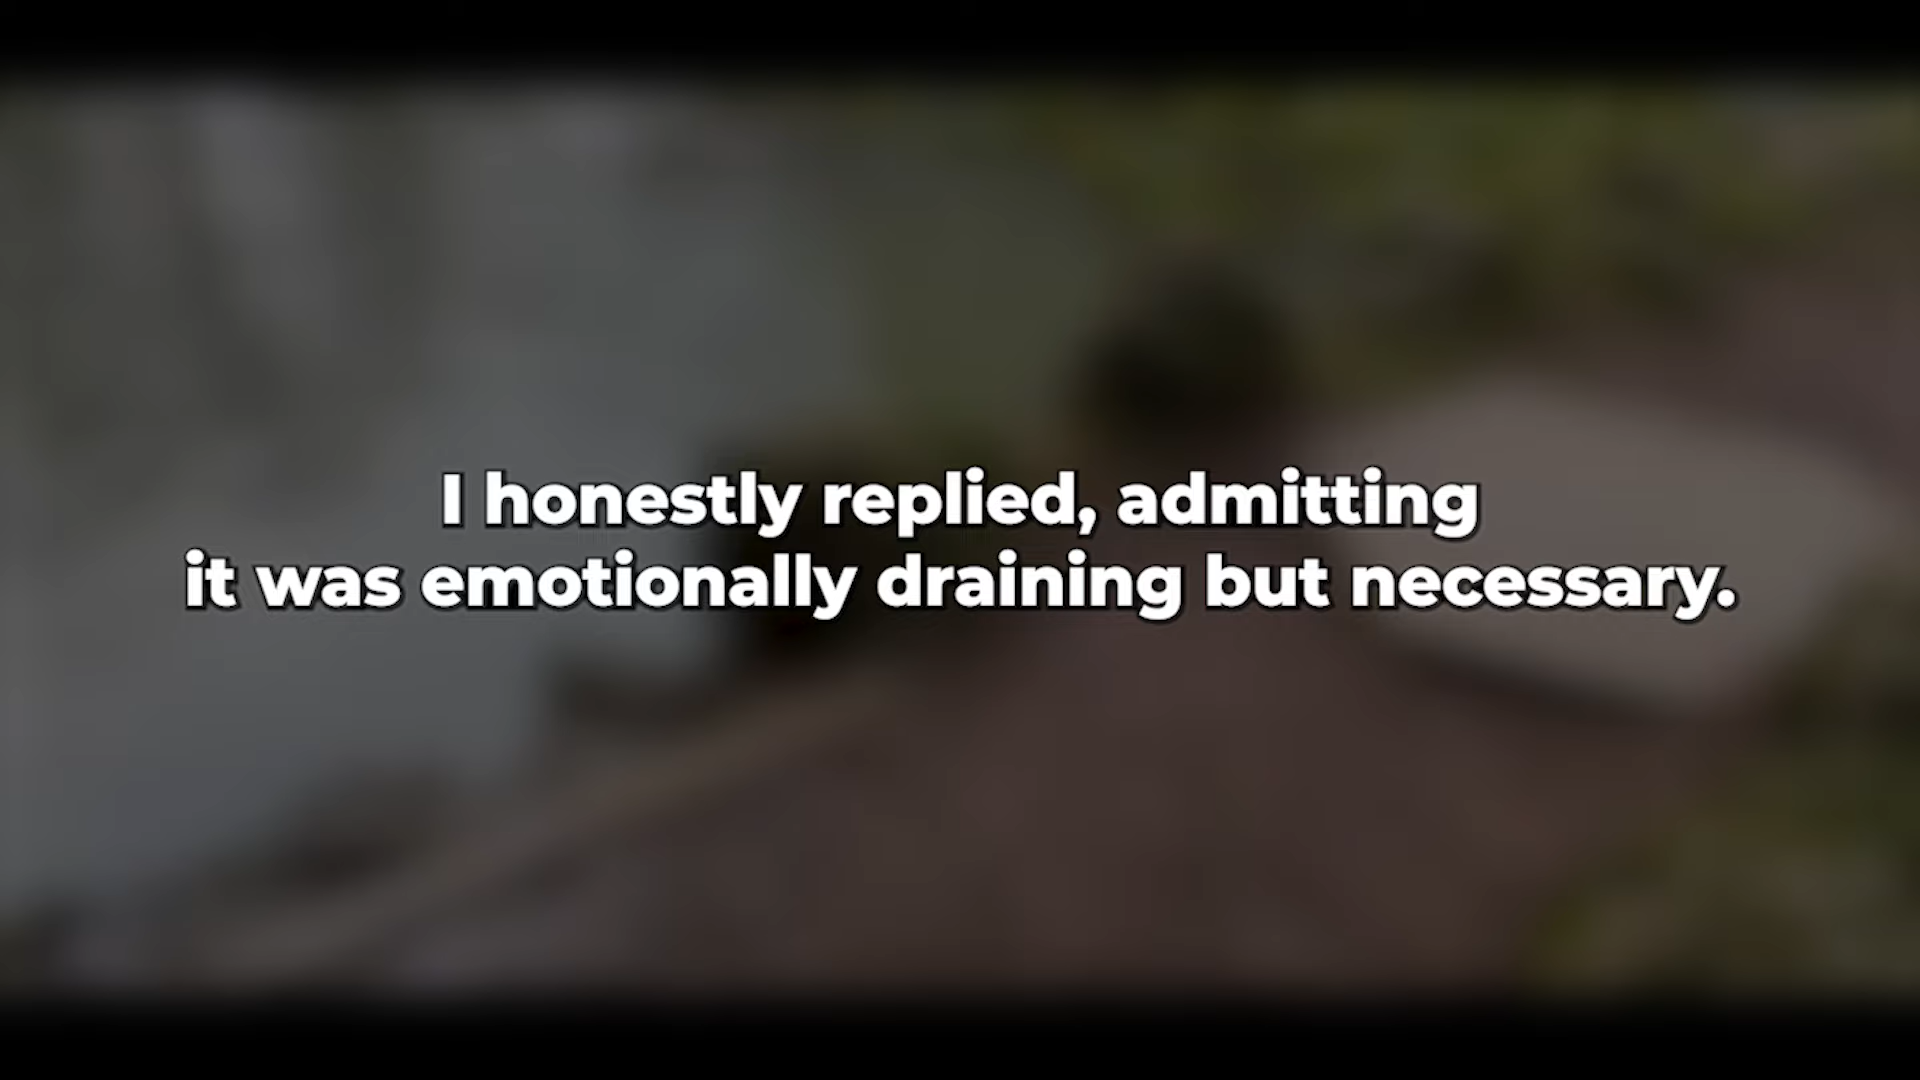 I honestly replied, admitting
it was emotionally draining but necessary.